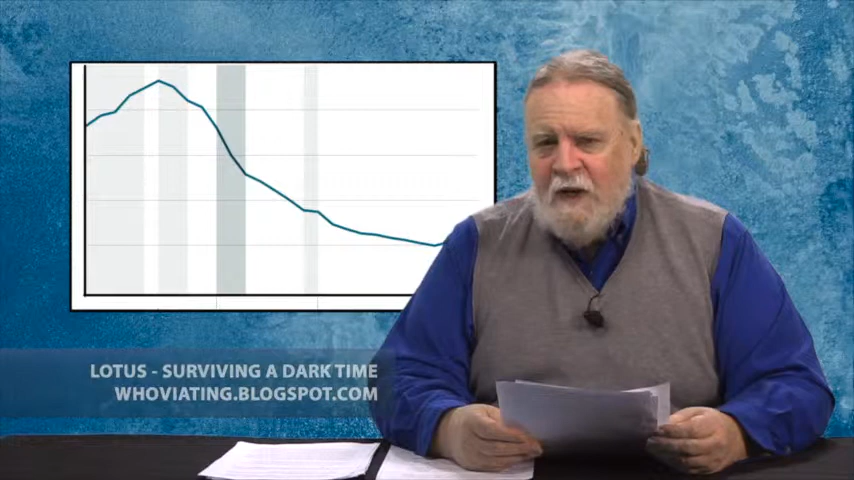 LOTUS - SURVIVING A DARK TIME
WHOVIATING.BLOGSPOT.COM